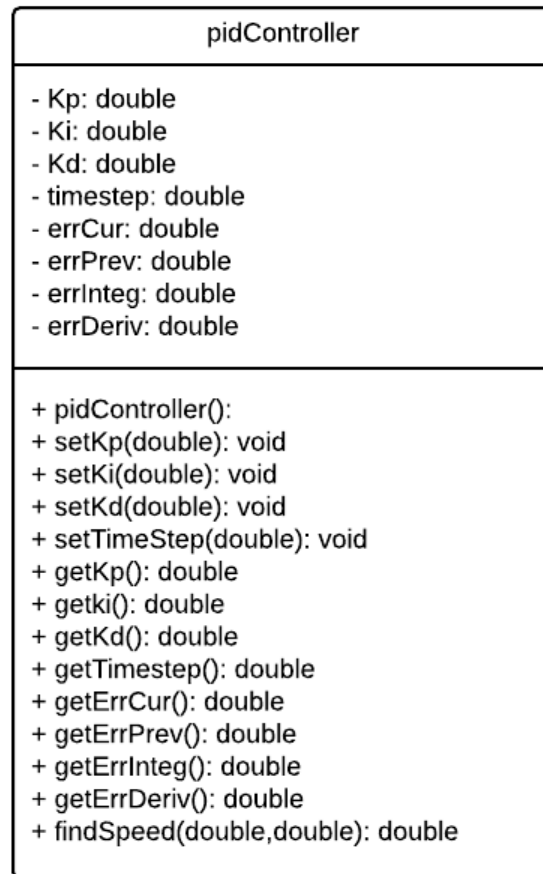 pidController
- Kp: double
- Ki: double
- Kd: double
- timestep: double
- errCur: double
- errPrev: double
- errInteg: double
- errDeriv: double
+ pidController():
+ setKp(double): void
+ setKi(double): void
+ setKd(double): void
+ setTimeStep(double): void
+ getKp(): double
+ getki(): double
+ getKd(): double
+ getTimestep(): double
+ getErrCur(): double
+ getErrPrev(): double
+ getErrInteg(): double
+ getErrDeriv(): double
+ findSpeed(double,double): double